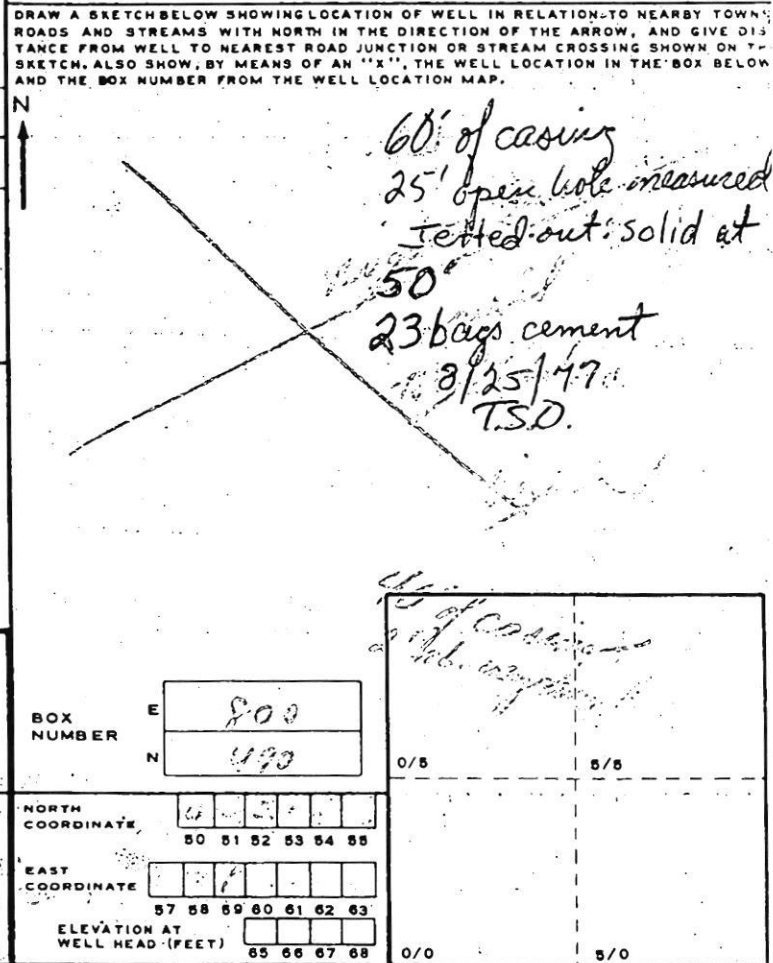 DRAW A SKETCH BELOW SHOWING LOCATION OF WELL IN RELATION TO NEARBY TOWNS
ROADS AND STREAMS WITH NORTH IN THE DIRECTION OF THE ARROW, AND GIVE DIS
TANCE FROM WELL TO NEAREST ROAD JUNCTION OR STREAM CROSSING SHOWN ON
SKETCH. ALSO SHOW, BY MEANS OF AN "X", THE WELL LOCATION IN THE BOX BELOW
AND THE BOX NUMBER FROM THE WELL LOCATION MAP.
N
60' of casing
25' open hole measured
Jetted out: solid at
50'
23 bags cement
8/25/77
T.S.D.
of casing
BOX NUMBER
E 800
N 490
0/5 5/5
NORTH COORDINATE
50 51 52 53 54 55
EAST COORDINATE
57 58 59 60 61 62 63
ELEVATION AT
WELL HEAD (FEET)
65 66 67 68
0/0 5/0